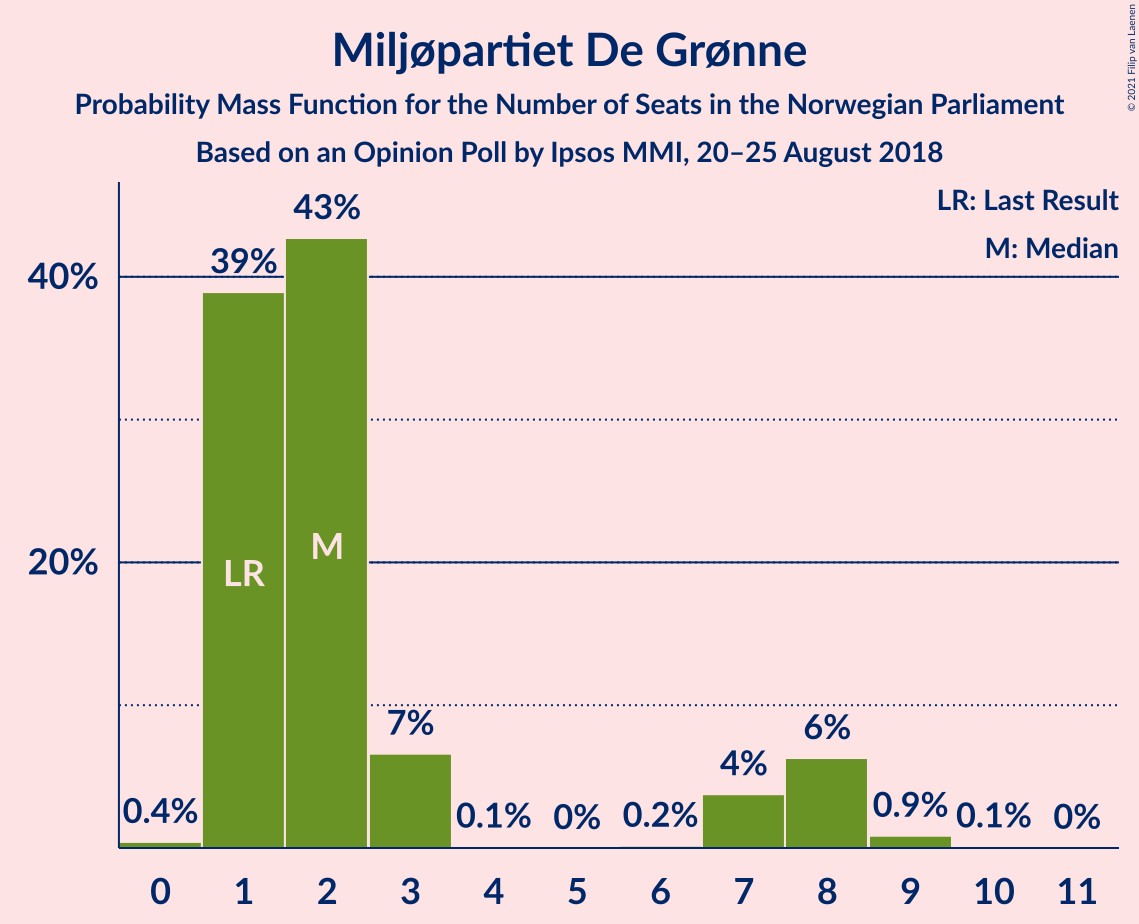 Miljøpartiet De Grønne
Probability Mass Function for the Number of Seats in the Norwegian Parliament
Based on an Opinion Poll by Ipsos MMI, 20–25 August 2018
© 2021 Filip van Laenen
LR: Last Result
M: Median
40%
20%
0.4%
39%
43%
7%
0.1%
0%
0.2%
4%
6%
0.9%
0.1%
0%
LR
M
0 1 2 3 4 5 6 7 8 9 10 11